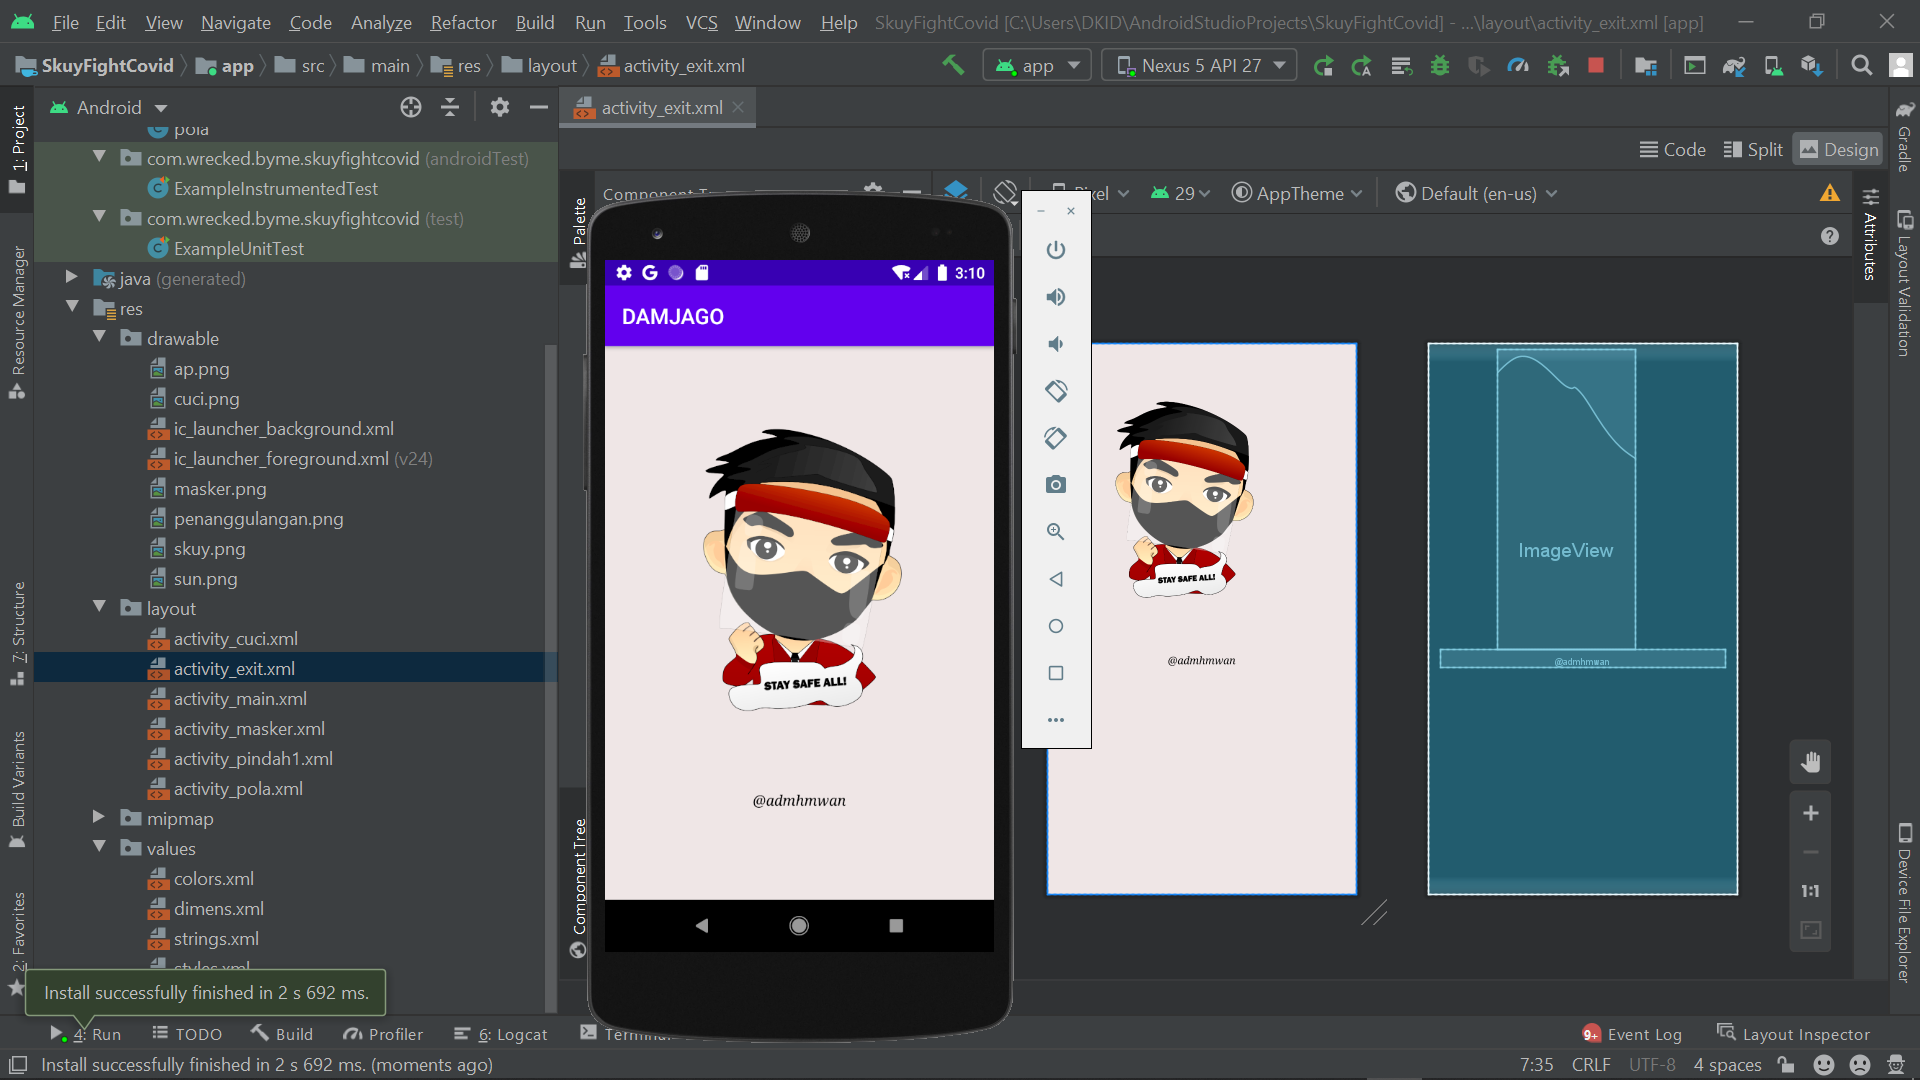 File Edit View Navigate Code Analyze Refactor Build Run Tools VCS Window Help SkuyFightCovid [C:\Users\DKID\AndroidStudioProjects\SkuyFightCovid] - ...\layout\activity_exit.xml [app]
SkuyFightCovid app src main res layout activity_exit.xml app Nexus 5 API 27
Android activity_exit.xml
pola
Code Split Design
com.wrecked.byme.skuyfightcovid (androidTest)
ExampleInstrumentedTest
Component T Pixel 29 AppTheme Default (en-us)
com.wrecked.byme.skuyfightcovid (test)
ExampleUnitTest
java (generated)
res
drawable
ap.png
cuci.png
ic_launcher_background.xml
ic_launcher_foreground.xml (v24)
masker.png
penanggulangan.png
skuy.png
sun.png
layout
activity_cuci.xml
activity_exit.xml
activity_main.xml
activity_masker.xml
activity_pindah1.xml
activity_pola.xml
mipmap
values
colors.xml
dimens.xml
strings.xml
styles.xml
1: Project
Resource Manager
7: Structure
Build Variants
2: Favorites
Palette
Component Tree
G 3:10
DAMJAGO
STAY SAFE ALL!
@admhmwan
STAY SAFE ALL!
@admhmwan
ImageView
@admhmwan
1:1
Attributes
Gradle
Layout Validation
Device File Explorer
Install successfully finished in 2 s 692 ms.
4: Run TODO Build Profiler 6: Logcat Terminal 9+ Event Log Layout Inspector
Install successfully finished in 2 s 692 ms. (moments ago) 7:35 CRLF UTF-8 4 spaces